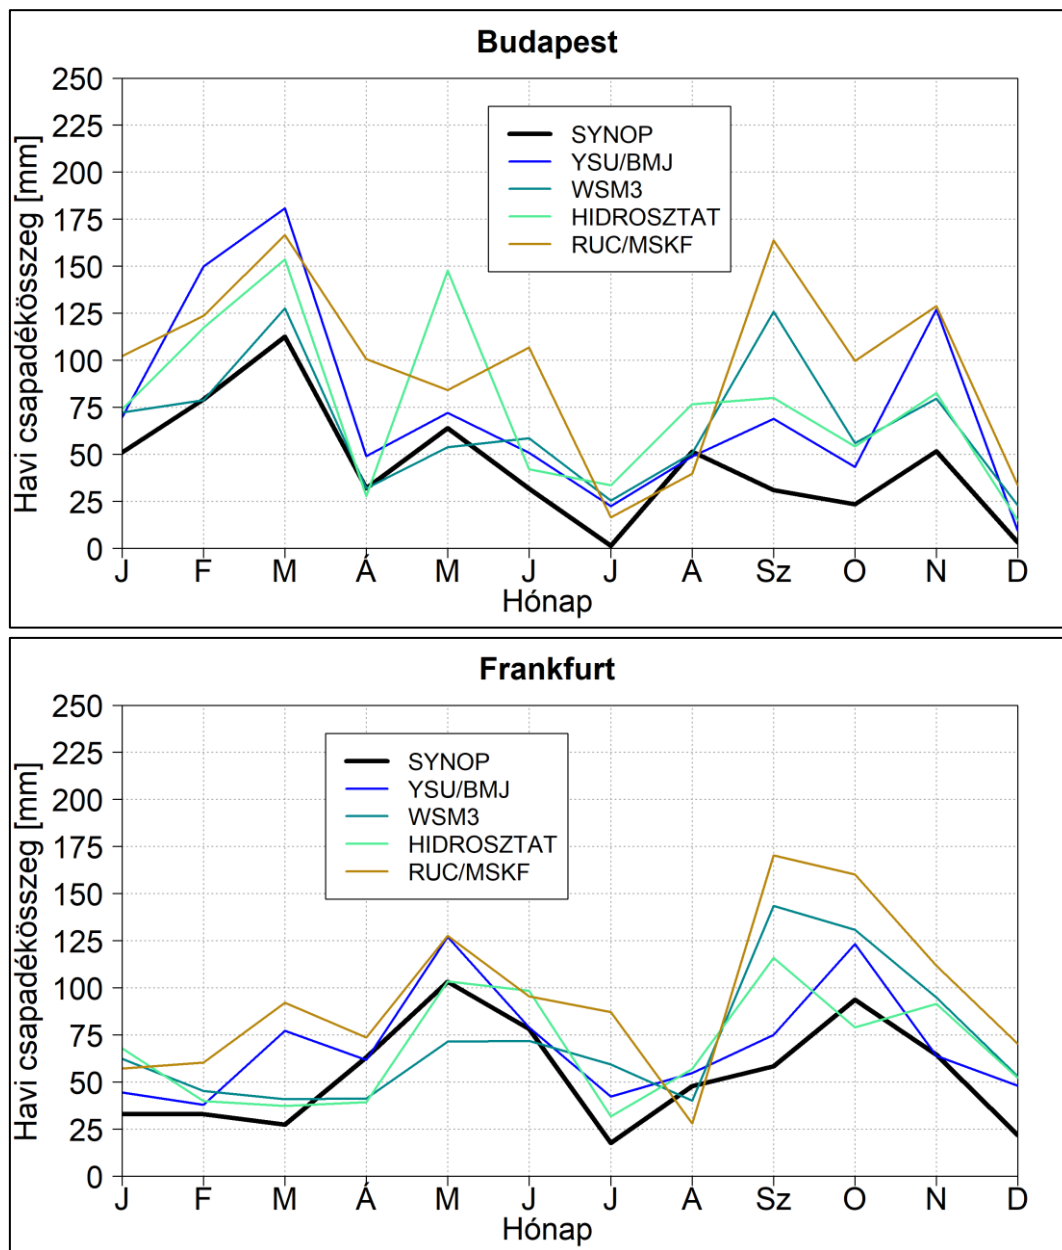 Budapest
Havi csapadékösszeg [mm]
250
225
200
175
150
125
100
75
50
25
0
SYNOP
YSU/BMJ
WSM3
HIDROSZTAT
RUC/MSKF
J F M Á M J J A Sz O N D
Hónap
Frankfurt
Havi csapadékösszeg [mm]
250
225
200
175
150
125
100
75
50
25
0
SYNOP
YSU/BMJ
WSM3
HIDROSZTAT
RUC/MSKF
J F M Á M J J A Sz O N D
Hónap